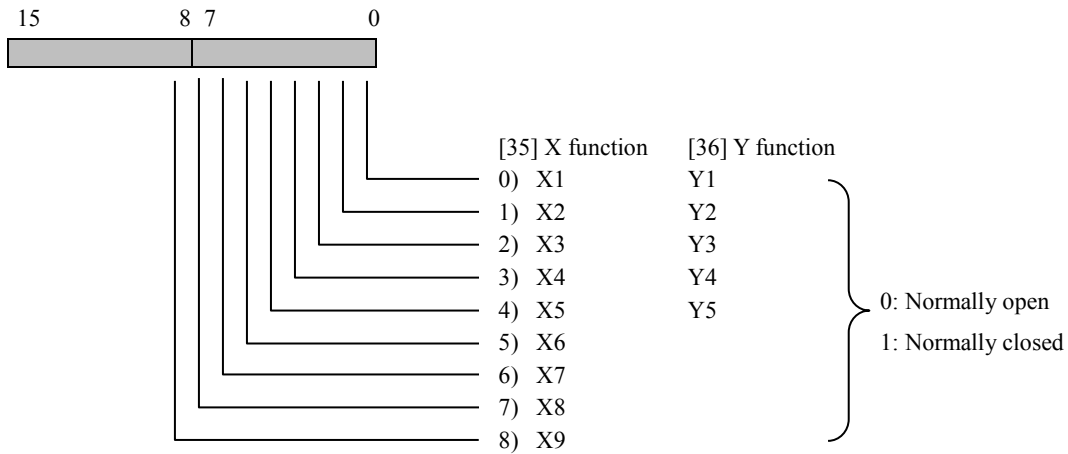 15 8 7 0
[35] X function [36] Y function
0) X1 Y1
1) X2 Y2
2) X3 Y3
3) X4 Y4
4) X5 Y5
5) X6
6) X7
7) X8
8) X9
0: Normally open
1: Normally closed